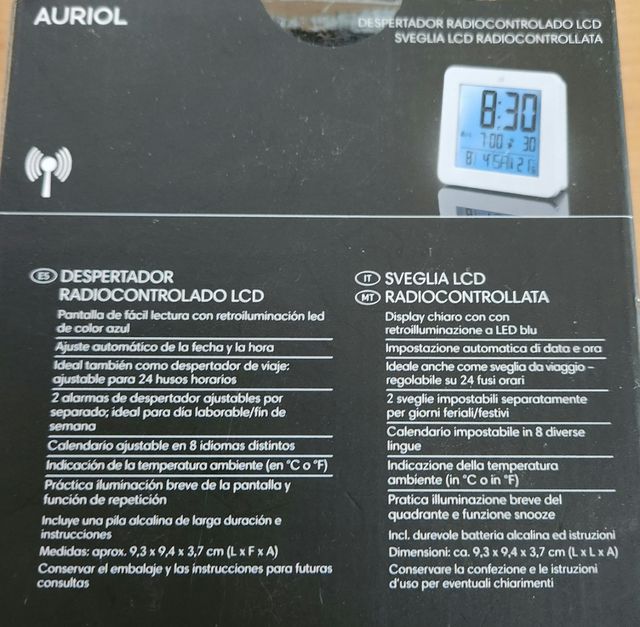 AURIOL
DESPERTADOR RADIOCONTROLADO LCD
SVEGLIA LCD RADIOCONTROLLATA
8:30
7:00 30
ES DESPERTADOR
RADIOCONTROLADO LCD
Pantalla de fácil lectura con retroiluminación led
de color azul
Ajuste automático de la fecha y la hora
Ideal también como despertador de viaje:
ajustable para 24 husos horarios
2 alarmas de despertador ajustables por
separado; ideal para día laborable/fin de
semana
Calendario ajustable en 8 idiomas distintos
Indicación de la temperatura ambiente (en °C o °F)
Práctica iluminación breve de la pantalla y
función de repetición
Incluye una pila alcalina de larga duración e
instrucciones
Medidas: aprox. 9,3 x 9,4 x 3,7 cm (L x F x A)
Conservar el embalaje y las instrucciones para futuras
consultas
IT SVEGLIA LCD
MT RADIOCONTROLLATA
Display chiaro con con
retroilluminazione a LED blu
Impostazione automatica di data e ora
Ideale anche come sveglia da viaggio –
regolabile su 24 fusi orari
2 sveglie impostabili separatamente
per giorni feriali/festivi
Calendario impostabile in 8 diverse
lingue
Indicazione della temperatura
ambiente (in °C o in °F)
Pratica illuminazione breve del
quadrante e funzione snooze
Incl. durevole batteria alcalina ed istruzioni
Dimensioni: ca. 9,3 x 9,4 x 3,7 cm (L x L x A)
Conservare la confezione e le istruzioni
d'uso per eventuali chiarimenti